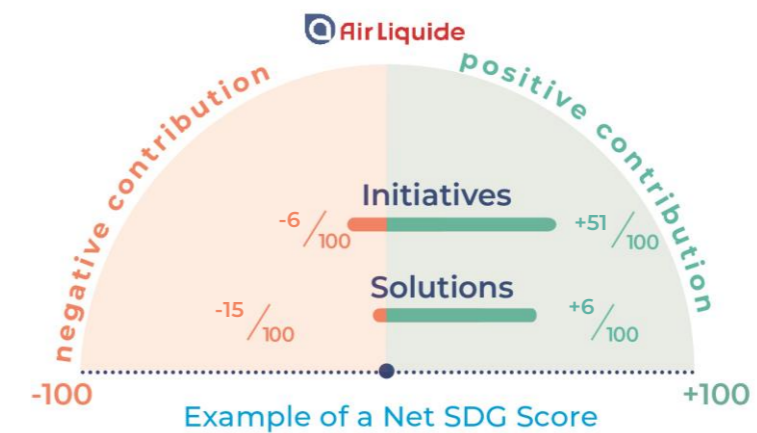 Air Liquide
negative contribution
positive contribution
Initiatives
-6/100
+51/100
Solutions
-15/100
+6/100
-100
+100
Example of a Net SDG Score